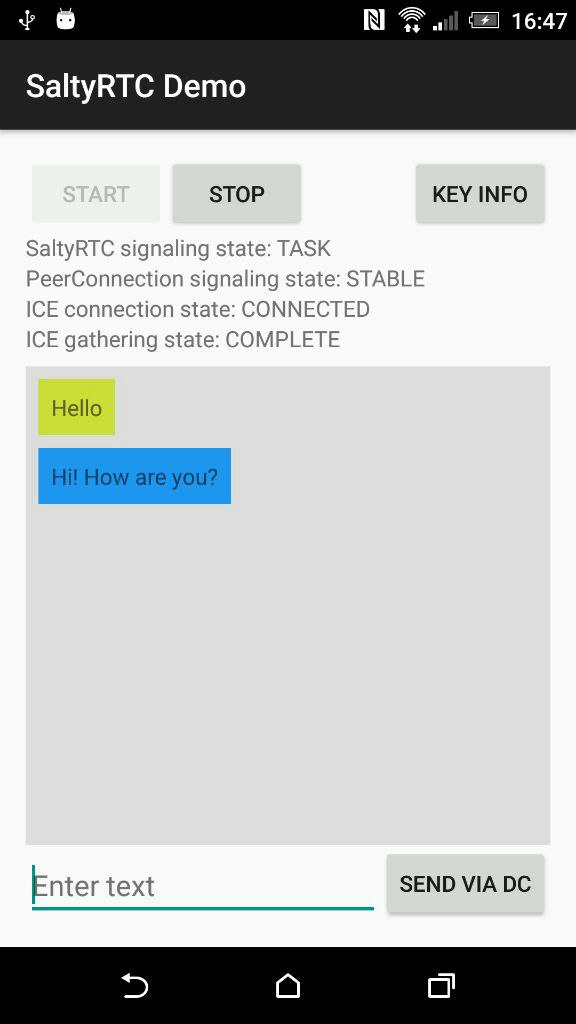 16:47
SaltyRTC Demo
START STOP KEY INFO
SaltyRTC signaling state: TASK
PeerConnection signaling state: STABLE
ICE connection state: CONNECTED
ICE gathering state: COMPLETE
Hello
Hi! How are you?
Enter text SEND VIA DC